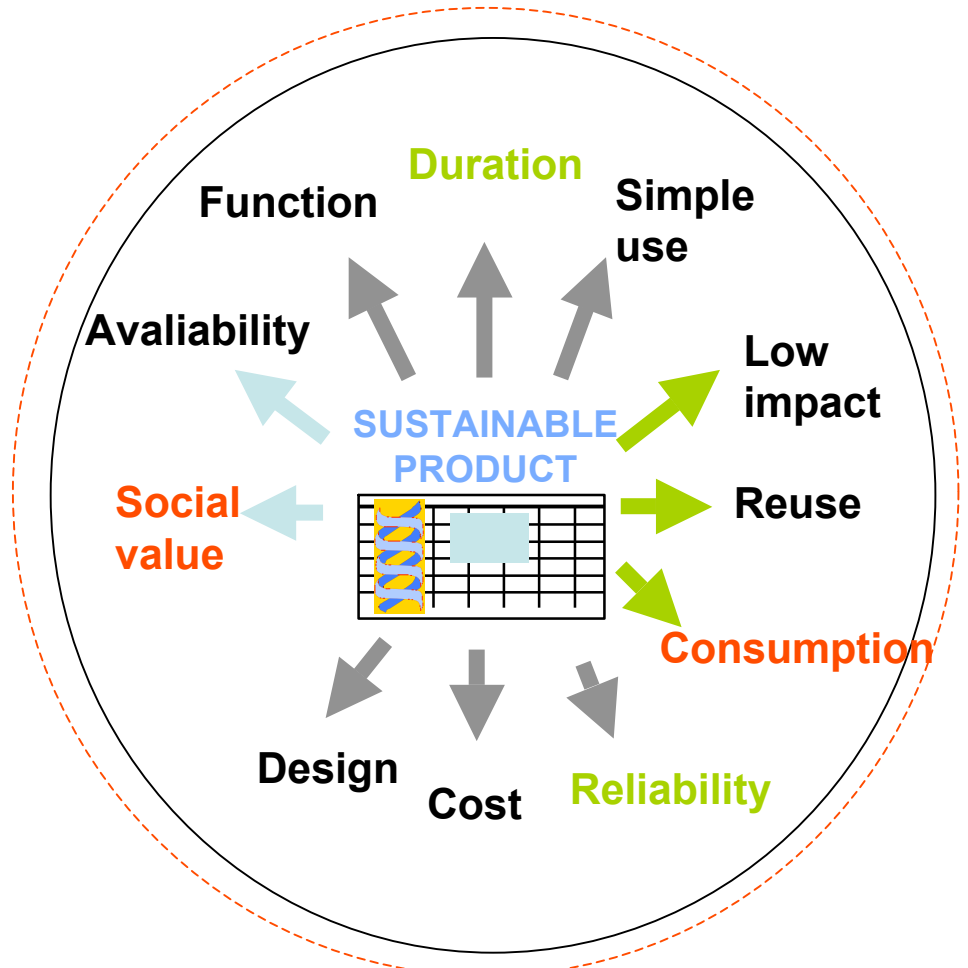 Duration
Function
Simple
use
Avaliability
Low
impact
SUSTAINABLE
PRODUCT
Social
value
Reuse
Consumption
Design
Cost
Reliability